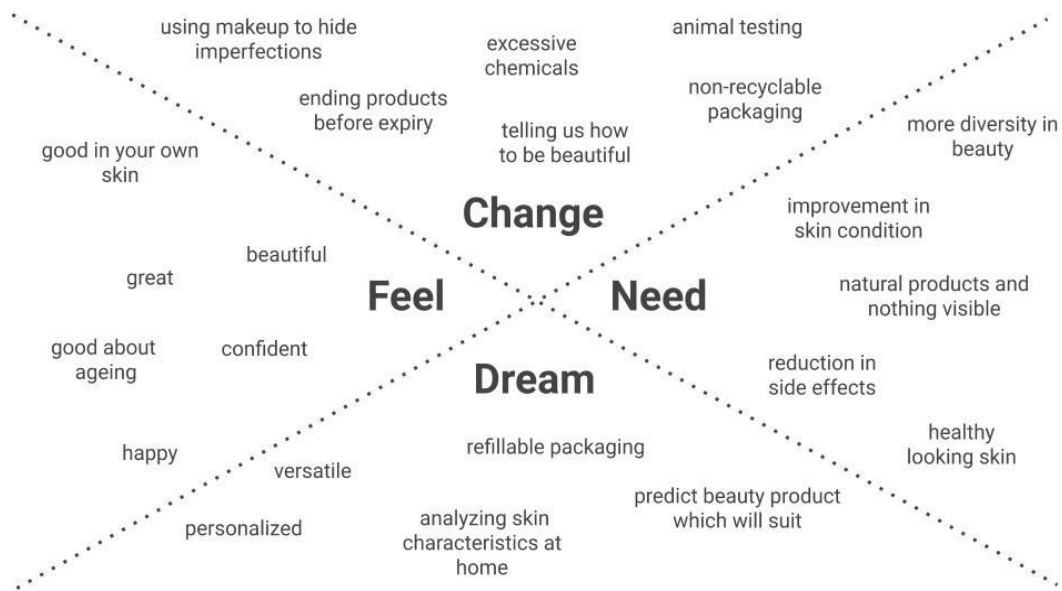 using makeup to hide
imperfections
excessive
chemicals
animal testing
ending products
before expiry
non-recyclable
packaging
telling us how
to be beautiful
more diversity in
beauty
good in your own
skin
Change
improvement in
skin condition
beautiful
great
Feel
Need
natural products and
nothing visible
good about
ageing
confident
Dream
reduction in
side effects
happy
versatile
refillable packaging
healthy
looking skin
personalized
analyzing skin
characteristics at
home
predict beauty product
which will suit